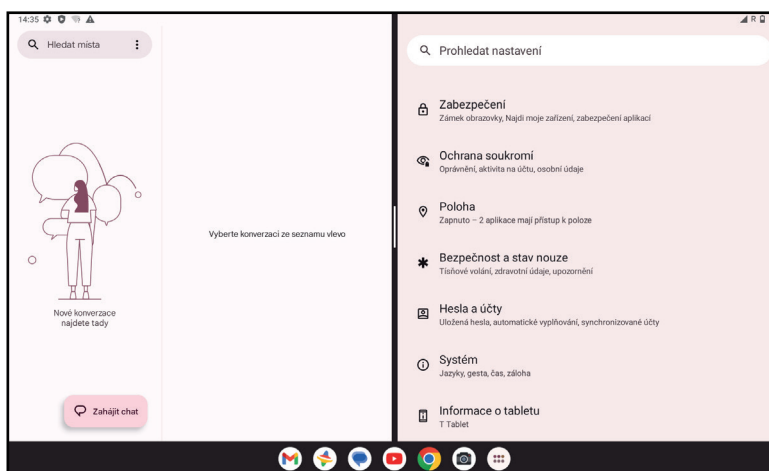 14:35
R
Hledat místa
Prohledat nastavení
Zabezpečení
Zámek obrazovky, Najdi moje zařízení, zabezpečení aplikací
Ochrana soukromí
Oprávnění, aktivita na účtu, osobní údaje
Poloha
Zapnuto – 2 aplikace mají přístup k poloze
Vyberte konverzaci ze seznamu vlevo
Bezpečnost a stav nouze
Tísňové volání, zdravotní údaje, upozornění
Nové konverzace
najdete tady
Hesla a účty
Uložená hesla, automatické vyplňování, synchronizované účty
Systém
Jazyky, gesta, čas, záloha
Zahájit chat
Informace o tabletu
T Tablet